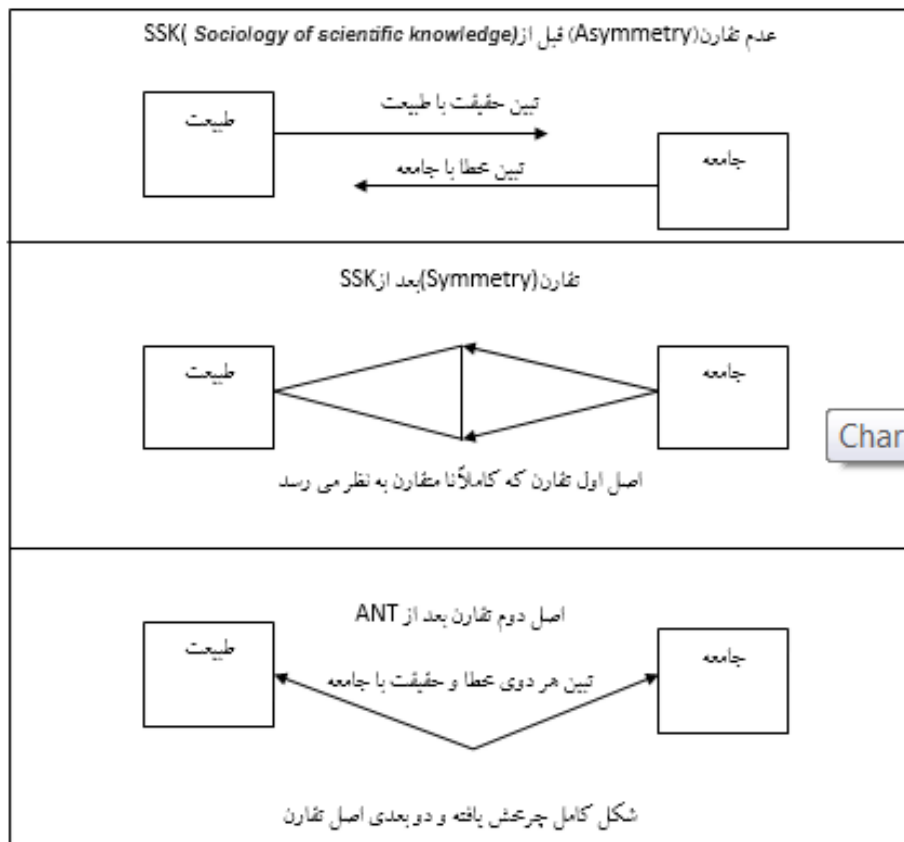 عدم تقارن(Asymmetry) قبل از SSK( Sociology of scientific knowledge)
طبیعت
تبین حقیقت با طبیعت
تبین خطا با جامعه
جامعه
تقارن(Symmetry)بعد از SSK
طبیعت
جامعه
Char
اصل اول تقارن که کاملاًنا متقارن به نظر می رسد
اصل دوم تقارن بعد از ANT
طبیعت
جامعه
تبین هر دوی خطا و حقیقت با جامعه
شکل کامل چرخش یافته و دو بعدی اصل تقارن